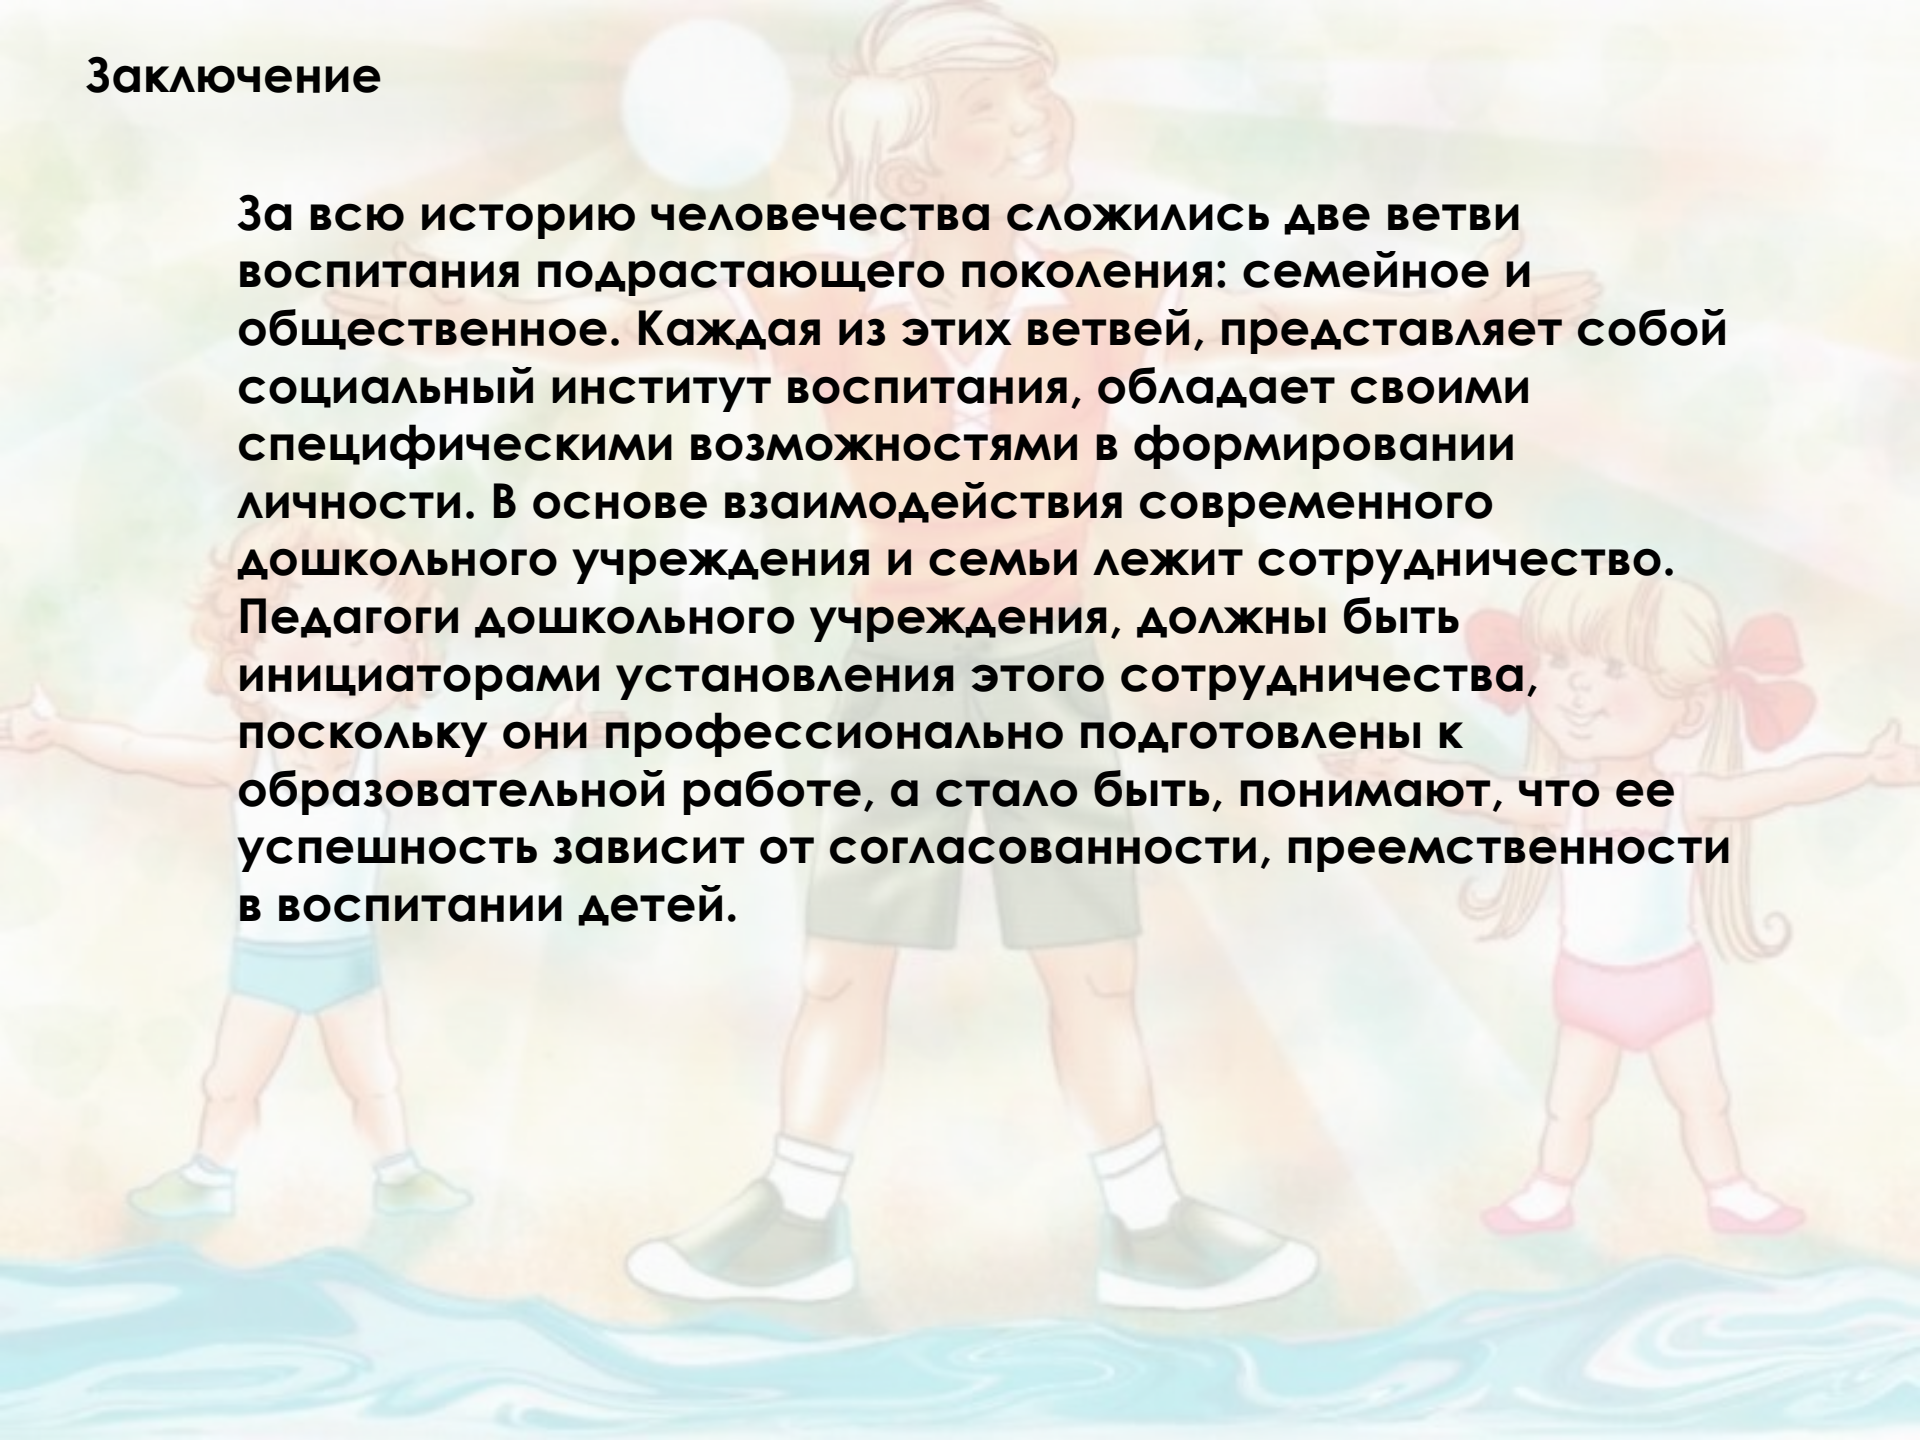 Заключение
За всю историю человечества сложились две ветви
воспитания подрастающего поколения: семейное и
общественное. Каждая из этих ветвей, представляет собой
социальный институт воспитания, обладает своими
специфическими возможностями в формировании
личности. В основе взаимодействия современного
дошкольного учреждения и семьи лежит сотрудничество.
Педагоги дошкольного учреждения, должны быть
инициаторами установления этого сотрудничества,
поскольку они профессионально подготовлены к
образовательной работе, а стало быть, понимают, что ее
успешность зависит от согласованности, преемственности
в воспитании детей.